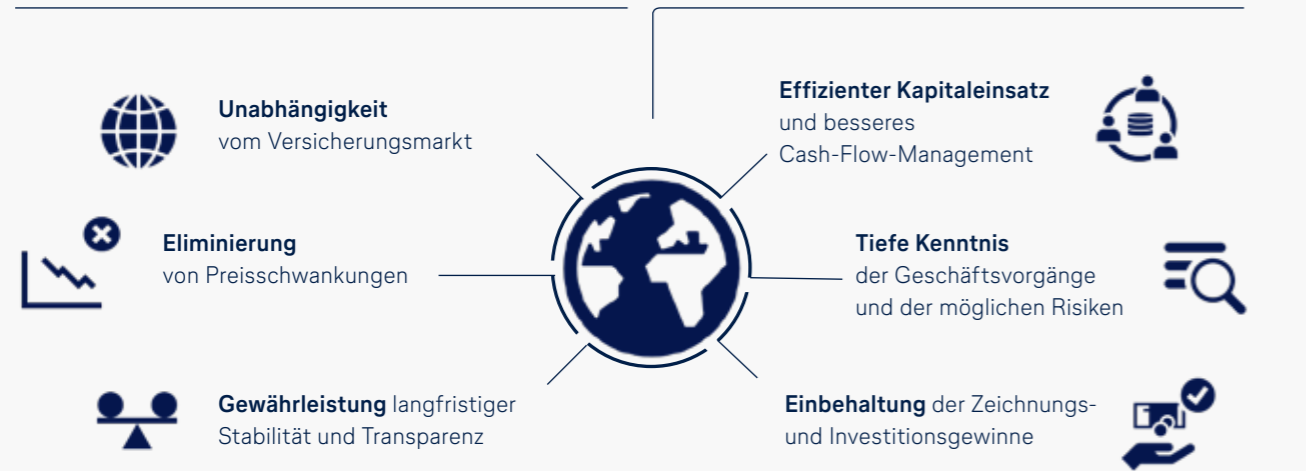 Unabhängigkeit
vom Versicherungsmarkt
Eliminierung
von Preisschwankungen
Gewährleistung langfristiger
Stabilität und Transparenz
Effizienter Kapitaleinsatz
und besseres
Cash-Flow-Management
Tiefe Kenntnis
der Geschäftsvorgänge
und der möglichen Risiken
Einbehaltung der Zeichnungs-
und Investitionsgewinne